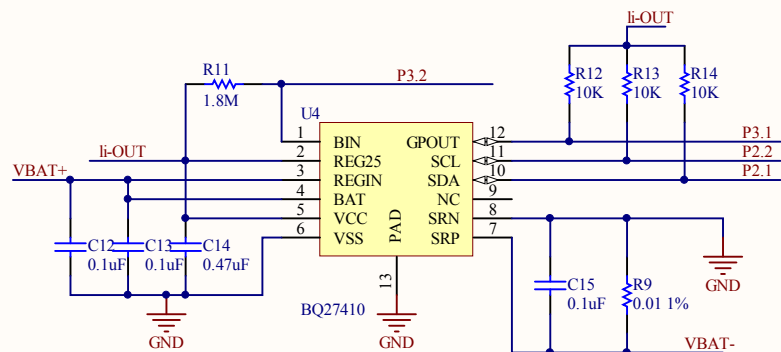 li-OUT
R11
1.8M
P3.2
R12
10K
R13
10K
R14
10K
U4
1 BIN GPOUT 12 P3.1
li-OUT
2 REG25 SCL 11 P2.2
VBAT+
3 REGIN SDA 10 P2.1
4 BAT NC 9
5 VCC SRN 8
6 VSS SRP 7
PAD
13
C12
0.1uF
C13
0.1uF
C14
0.47uF
GND
BQ27410
GND
C15
0.1uF
R9
0.01 1%
GND
VBAT-